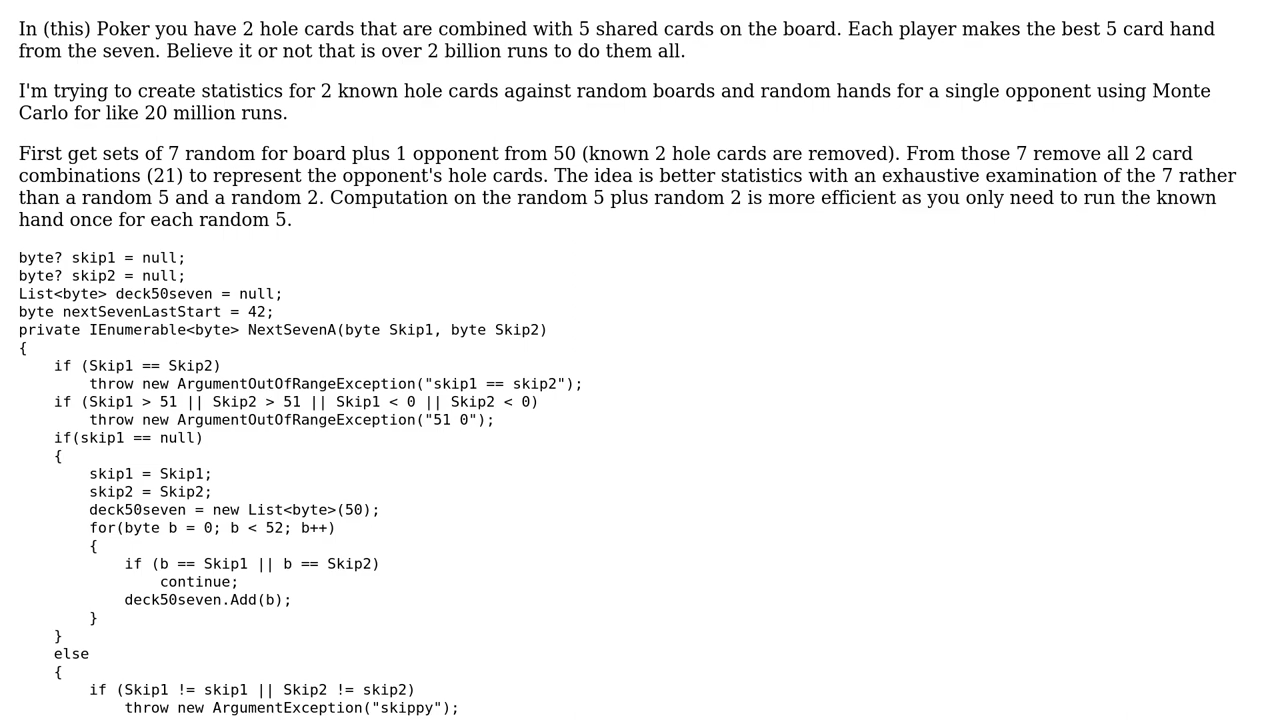 In (this) Poker you have 2 hole cards that are combined with 5 shared cards on the board. Each player makes the best 5 card hand
from the seven. Believe it or not that is over 2 billion runs to do them all.
I'm trying to create statistics for 2 known hole cards against random boards and random hands for a single opponent using Monte
Carlo for like 20 million runs.
First get sets of 7 random for board plus 1 opponent from 50 (known 2 hole cards are removed). From those 7 remove all 2 card
combinations (21) to represent the opponent's hole cards. The idea is better statistics with an exhaustive examination of the 7 rather
than a random 5 and a random 2. Computation on the random 5 plus random 2 is more efficient as you only need to run the known
hand once for each random 5.
byte? skip1 = null;
byte? skip2 = null;
List<byte> deck50seven = null;
byte nextSevenLastStart = 42;
private IEnumerable<byte> NextSevenA(byte Skip1, byte Skip2)
{
    if (Skip1 == Skip2)
        throw new ArgumentOutOfRangeException("skip1 == skip2");
    if (Skip1 > 51 || Skip2 > 51 || Skip1 < 0 || Skip2 < 0)
        throw new ArgumentOutOfRangeException("51 0");
    if(skip1 == null)
    {
        skip1 = Skip1;
        skip2 = Skip2;
        deck50seven = new List<byte>(50);
        for(byte b = 0; b < 52; b++)
        {
            if (b == Skip1 || b == Skip2)
                continue;
            deck50seven.Add(b);
        }
    }
    else
    {
        if (Skip1 != skip1 || Skip2 != skip2)
            throw new ArgumentException("skippy");